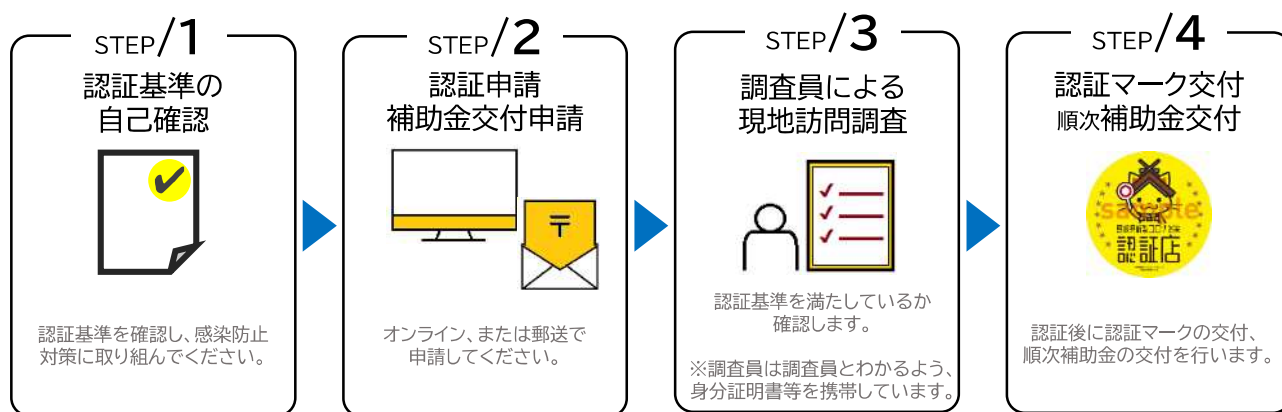 STEP/1
認証基準の
自己確認
認証基準を確認し、感染防止
対策に取り組んでください。
STEP/2
認証申請
補助金交付申請
〒
オンライン、または郵送で
申請してください。
STEP/3
調査員による
現地訪問調査
認証基準を満たしているか
確認します。
※調査員は調査員とわかるよう、
身分証明書等を携帯しています。
STEP/4
認証マーク交付
順次補助金交付
sample
認証店
認証後に認証マークの交付、
順次補助金の交付を行います。